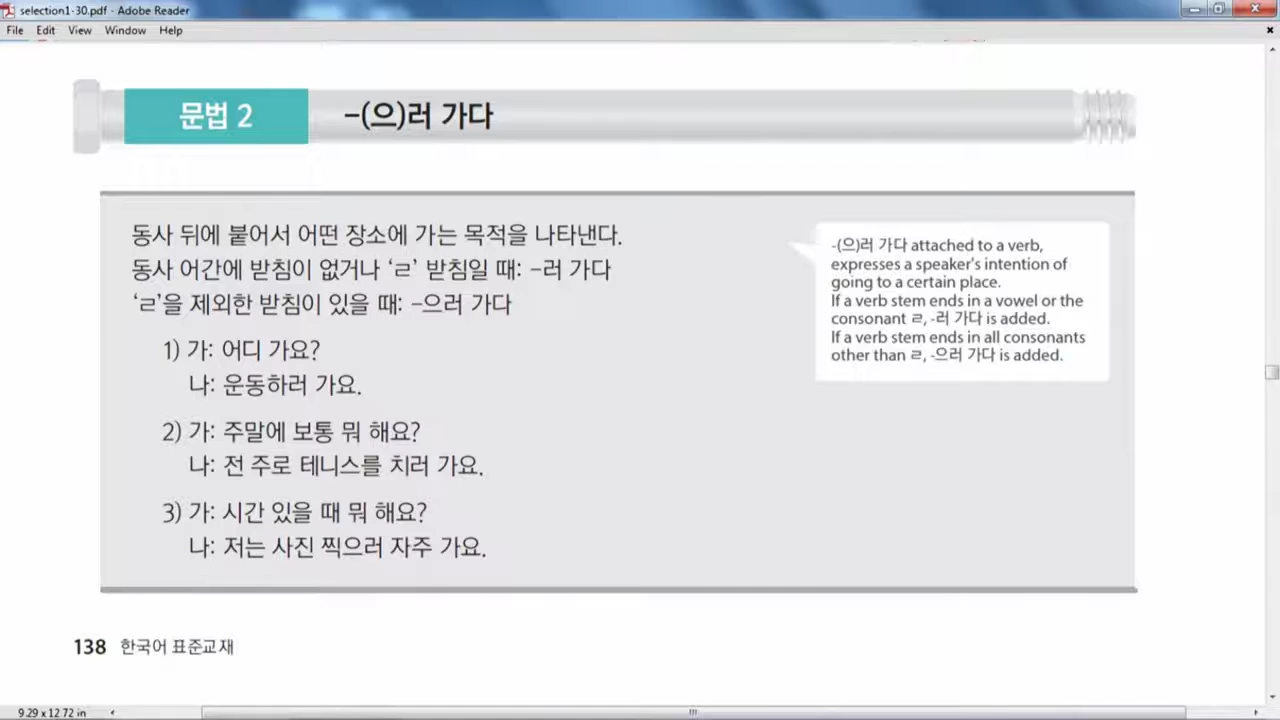 selection1-30.pdf - Adobe Reader
File Edit View Window Help
문법 2 -(으)러 가다
동사 뒤에 붙어서 어떤 장소에 가는 목적을 나타낸다.
동사 어간에 받침이 없거나 ‘ㄹ’ 받침일 때: -러 가다
‘ㄹ’을 제외한 받침이 있을 때: -으러 가다
1) 가: 어디 가요?
나: 운동하러 가요.
2) 가: 주말에 보통 뭐 해요?
나: 전 주로 테니스를 치러 가요.
3) 가: 시간 있을 때 뭐 해요?
나: 저는 사진 찍으러 자주 가요.
-(으)러 가다 attached to a verb,
expresses a speaker's intention of
going to a certain place.
If a verb stem ends in a vowel or the
consonant ㄹ, -러 가다 is added.
If a verb stem ends in all consonants
other than ㄹ, -으러 가다 is added.
138 한국어 표준교재
9.29 x 12.72 in